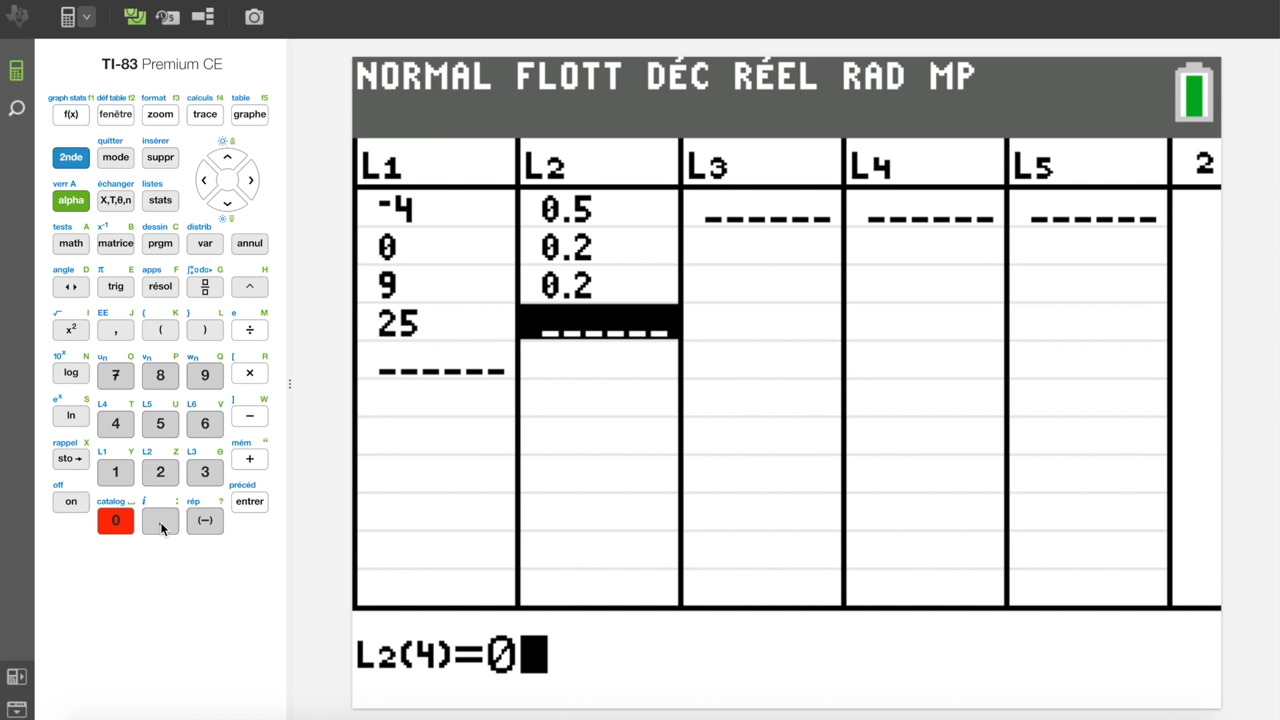 TI-83 Premium CE
graph stats f1 déf table f2 format f3 calculs f4 table f5
f(x) fenêtre zoom trace graphe
quitter insérer
2nde mode suppr
verr A échanger listes
alpha X,T,θ,n stats
tests A x⁻¹ B dessin C distrib
math matrice prgm var annul
angle D π E apps F G H
trig résol ^
√ I EE J { K } L e M
x² , ( ) ÷
10ˣ N uₙ O vₙ P wₙ Q [ R
log 7 8 9 ×
eˣ S L4 T L5 U L6 V ] W
ln 4 5 6 −
rappel X L1 Y L2 Z L3 θ mém “
sto→ 1 2 3 +
off catalog i : rép ? précéd
on 0 . (−) entrer
NORMAL FLOTT DÉC RÉEL RAD MP
L1 L2 L3 L4 L5 2
-4 0.5 ------ ------ ------
0 0.2
9 0.2
25 ------
------
L2(4)=0